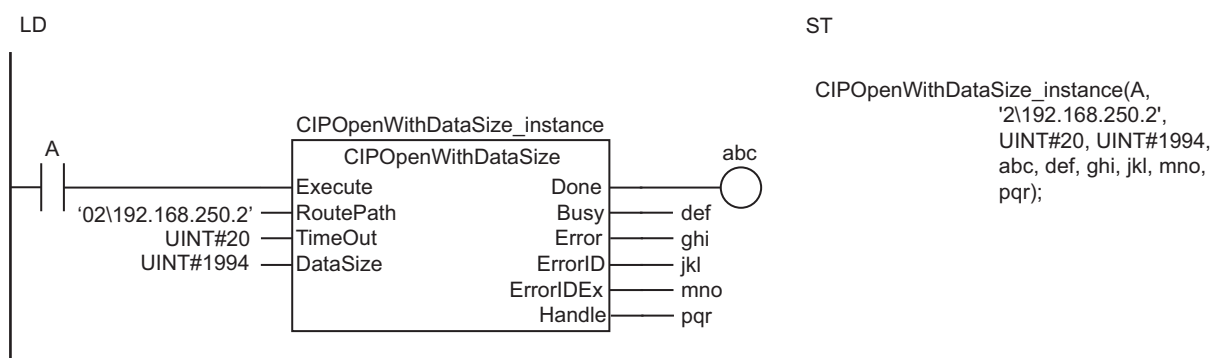 LD
ST
CIPOpenWithDataSize_instance(A,
'2\192.168.250.2',
UINT#20, UINT#1994,
abc, def, ghi, jkl, mno,
pqr);
CIPOpenWithDataSize_instance
A
CIPOpenWithDataSize
abc
Execute
Done
‘02\192.168.250.2’
RoutePath
Busy
def
UINT#20
TimeOut
Error
ghi
UINT#1994
DataSize
ErrorID
jkl
ErrorIDEx
mno
Handle
pqr